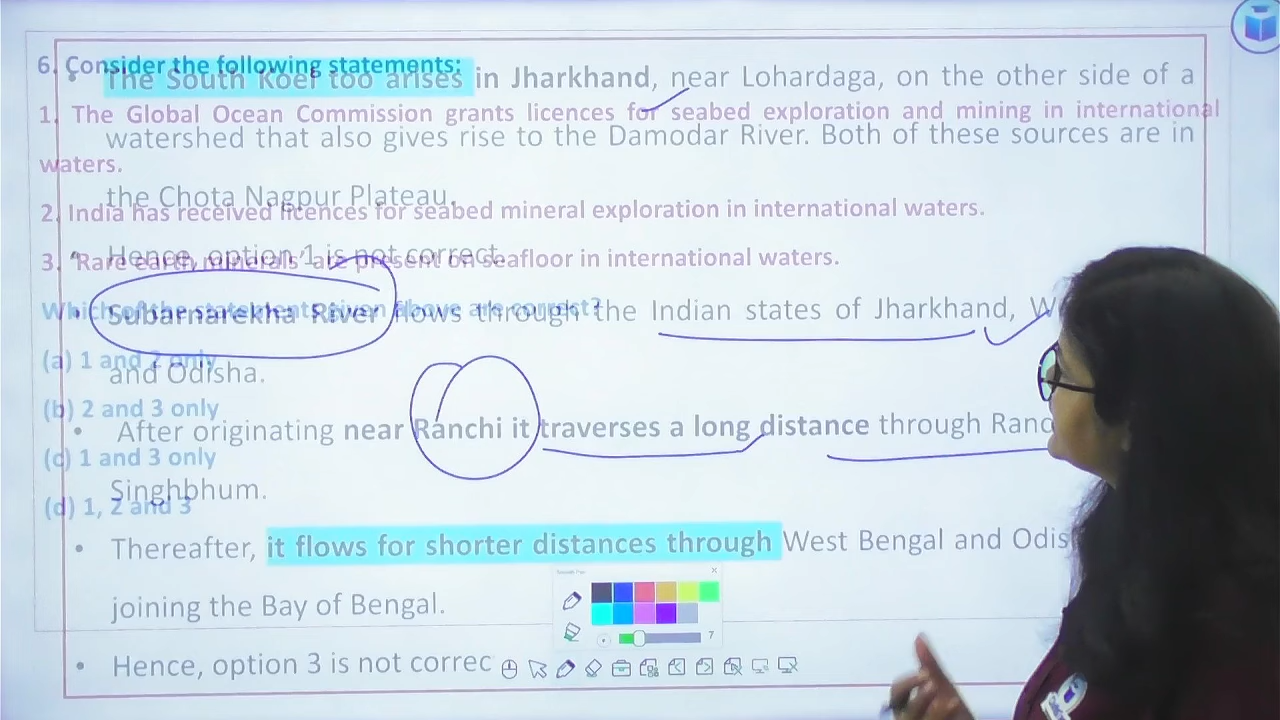 6. Consider the following statements:
1. The Global Ocean Commission grants licences for seabed exploration and mining in international
waters.
2. India has received licences for seabed mineral exploration in international waters.
3. 'Rare earth minerals' are present on seafloor in international waters.
Which of the statements given above are correct?
(a) 1 and 2 only
(b) 2 and 3 only
(c) 1 and 3 only
(d) 1, 2 and 3
• The South Koel too arises in Jharkhand, near Lohardaga, on the other side of a
watershed that also gives rise to the Damodar River. Both of these sources are in
the Chota Nagpur Plateau.
• Hence, option 1 is not correct.
• Subarnarekha River flows through the Indian states of Jharkhand, W
and Odisha.
• After originating near Ranchi it traverses a long distance through Ranc
Singhbhum.
• Thereafter, it flows for shorter distances through West Bengal and Odis
joining the Bay of Bengal.
• Hence, option 3 is not correc
7